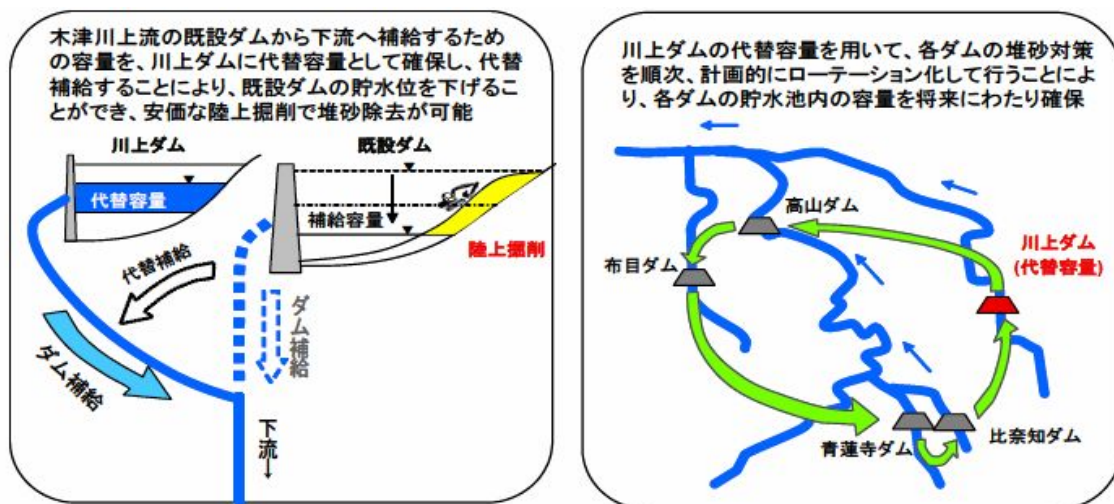 木津川上流の既設ダムから下流へ補給するため
の容量を、川上ダムに代替容量として確保し、代替
補給することにより、既設ダムの貯水位を下げるこ
とができ、安価な陸上掘削で堆砂除去が可能
川上ダム
既設ダム
代替容量
補給容量
陸上掘削
代替補給
ダム補給
ダム補給
下流→
川上ダムの代替容量を用いて、各ダムの堆砂対策
を順次、計画的にローテーション化して行うことによ
り、各ダムの貯水池内の容量を将来にわたり確保
高山ダム
川上ダム
(代替容量)
布目ダム
青蓮寺ダム
比奈知ダム